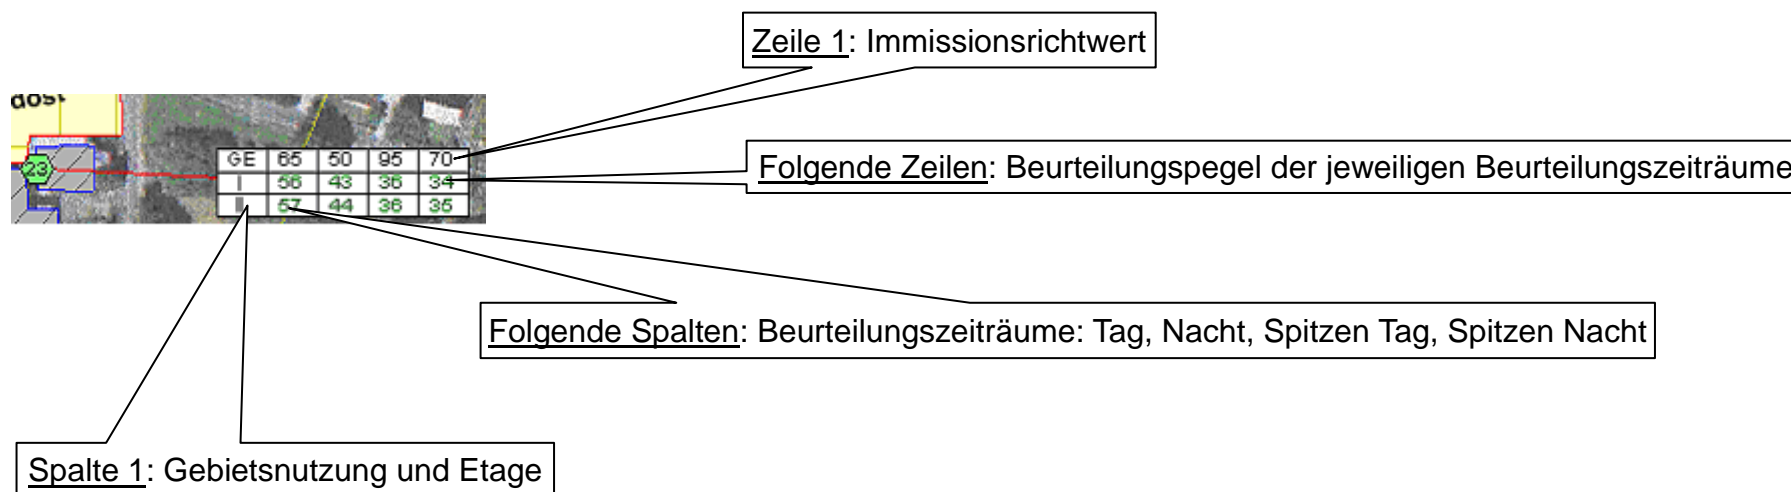 Zeile 1: Immissionsrichtwert
dost
GE 65 50 95 70
Folgende Zeilen: Beurteilungspegel der jeweiligen Beurteilungszeiträume
23
I 56 43 36 34
II 57 44 36 35
Folgende Spalten: Beurteilungszeiträume: Tag, Nacht, Spitzen Tag, Spitzen Nacht
Spalte 1: Gebietsnutzung und Etage